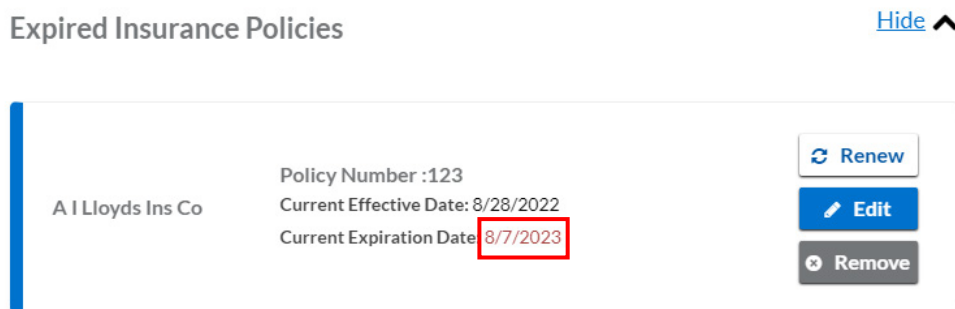 Expired Insurance Policies
Hide
A I Lloyds Ins Co
Policy Number :123
Current Effective Date: 8/28/2022
Current Expiration Date: 8/7/2023
Renew
Edit
Remove